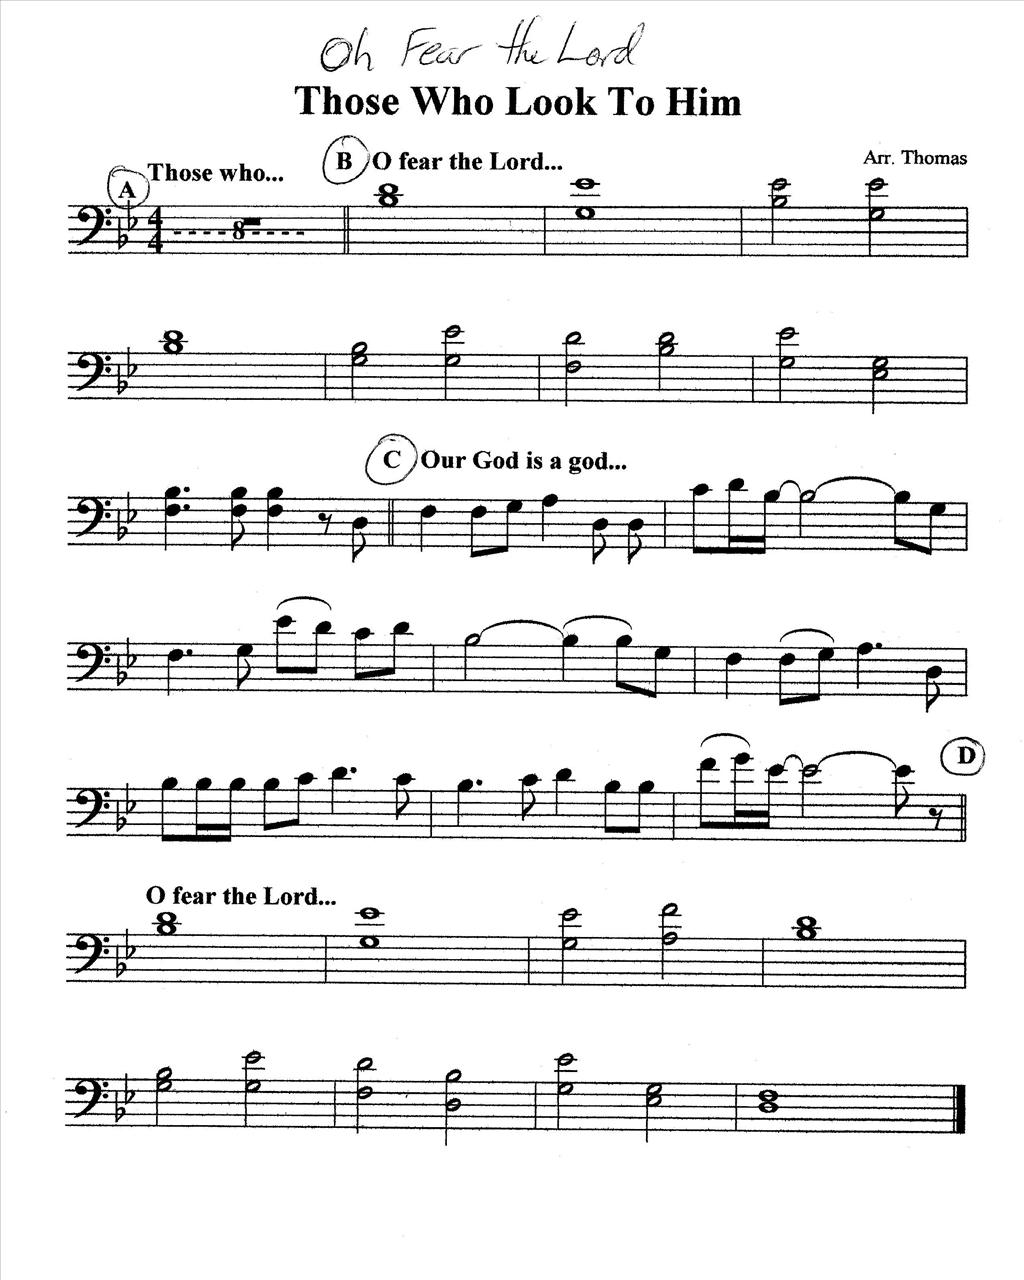 Oh Fear the Lord
Those Who Look To Him
Arr. Thomas
A Those who... B O fear the Lord...
4
4
8
C Our God is a god...
D
O fear the Lord...